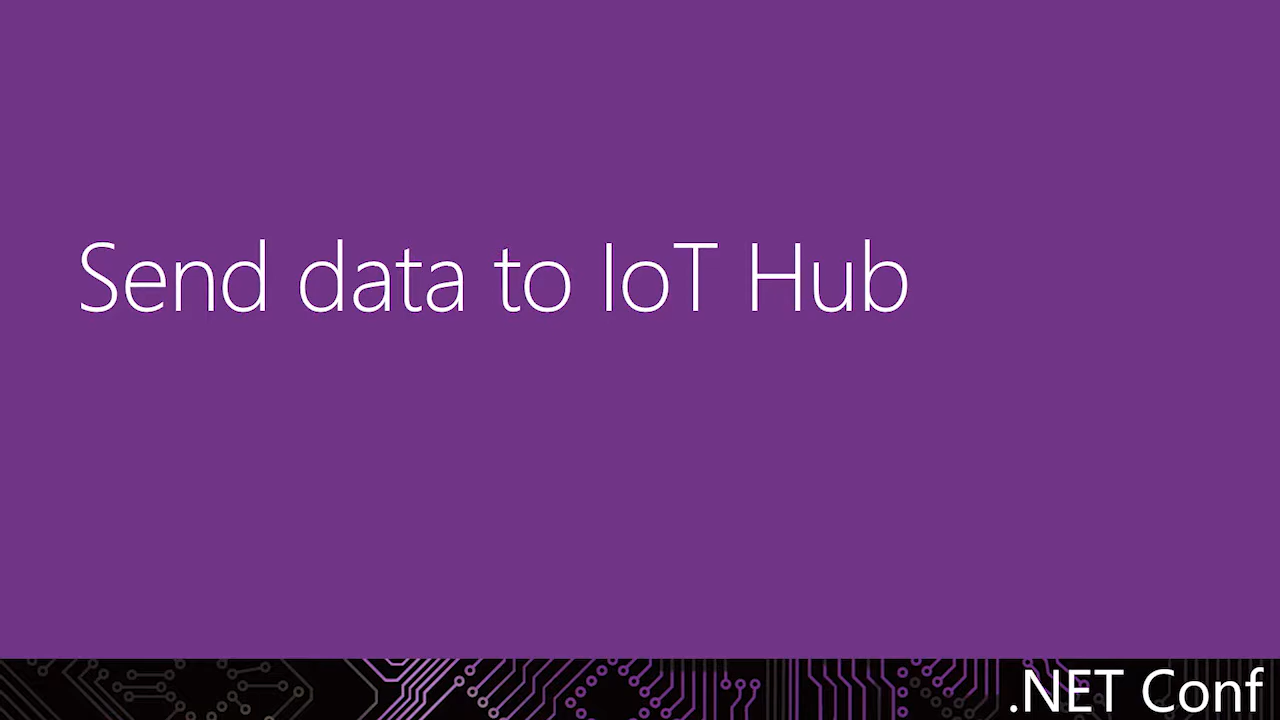 Send data to IoT Hub
.NET Conf